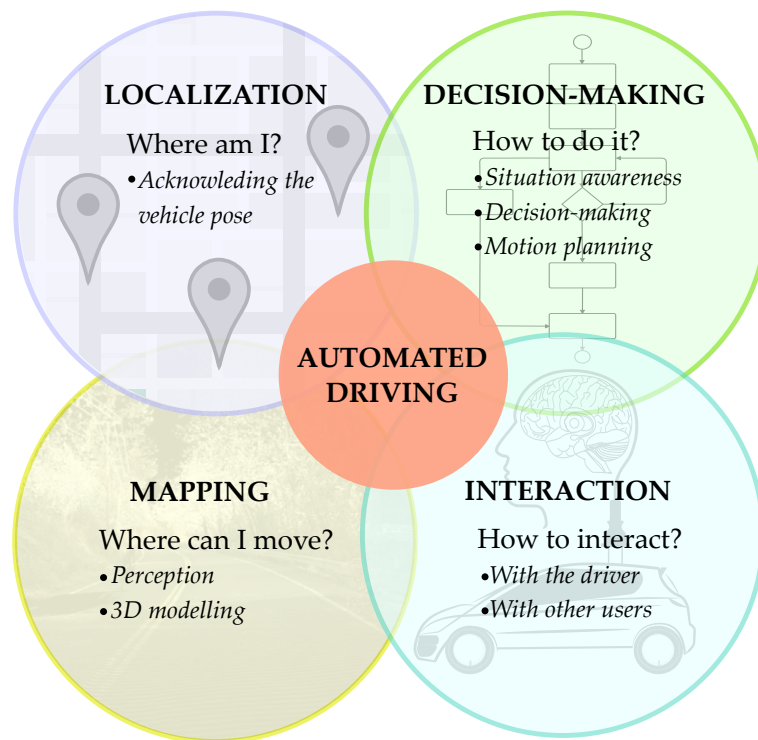 LOCALIZATION
Where am I?
•Acknowleding the
vehicle pose
DECISION-MAKING
How to do it?
•Situation awareness
•Decision-making
•Motion planning
AUTOMATED
DRIVING
MAPPING
Where can I move?
•Perception
•3D modelling
INTERACTION
How to interact?
•With the driver
•With other users